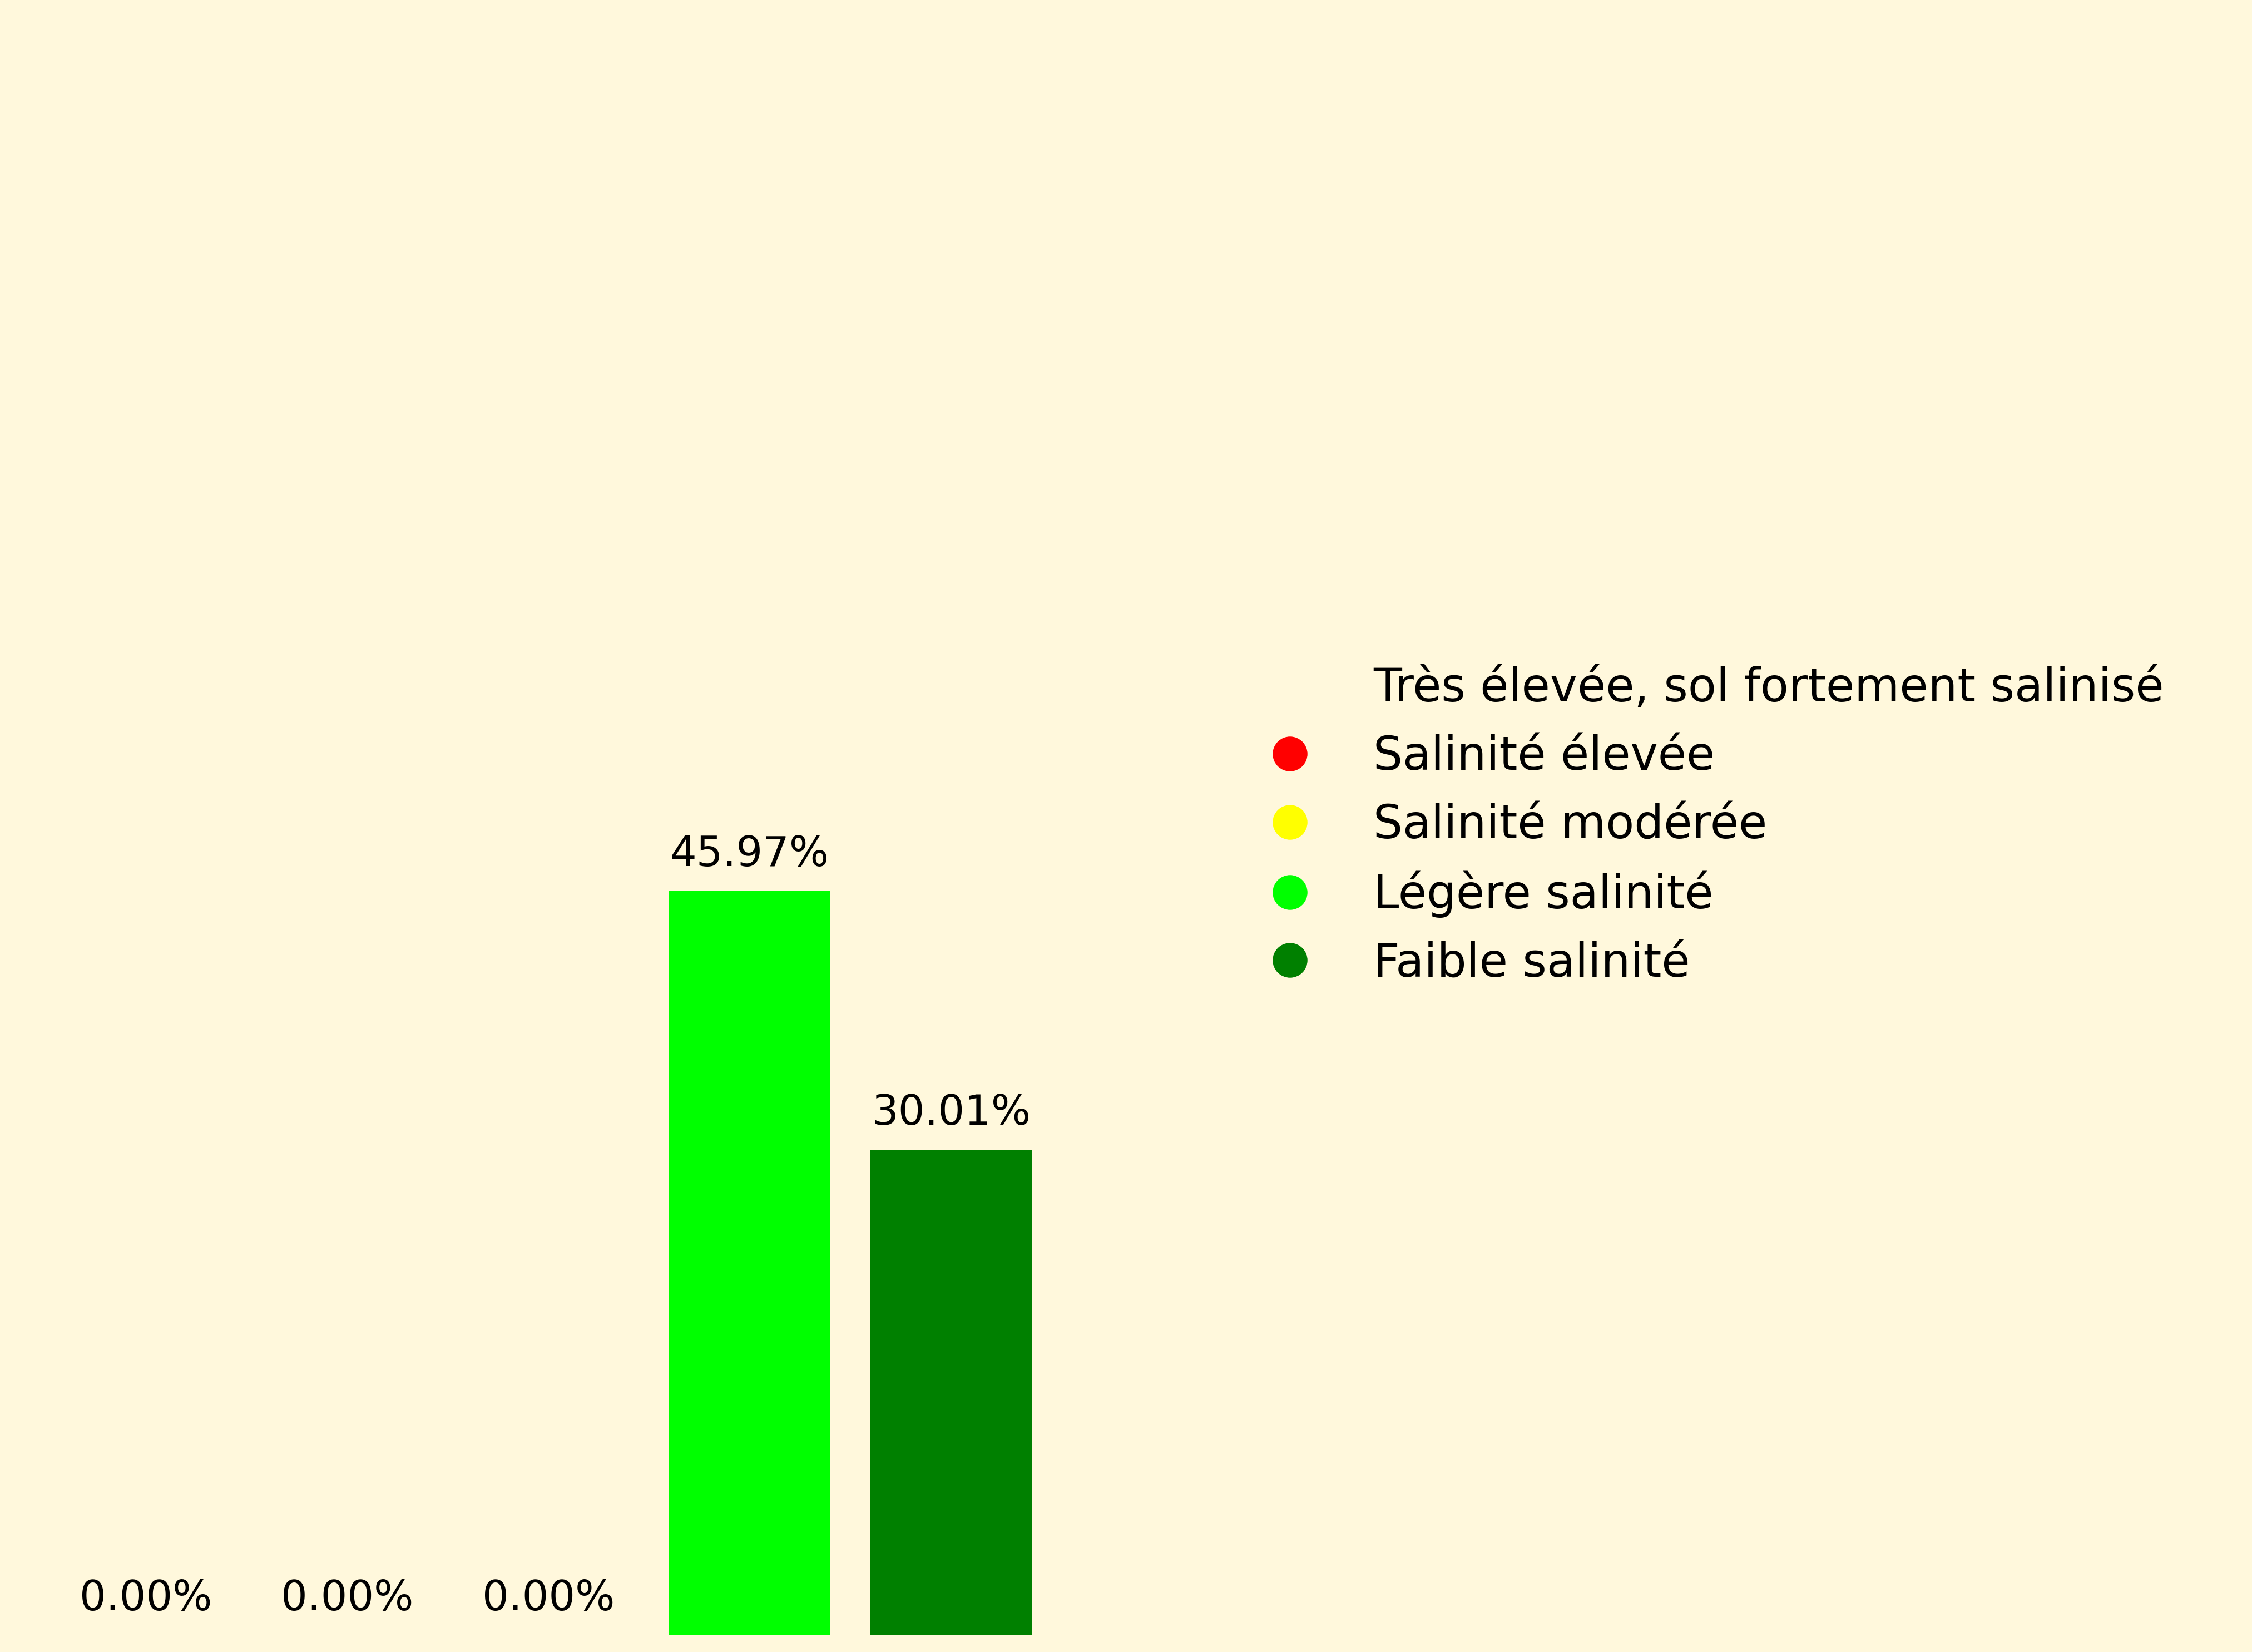 Très élevée, sol fortement salinisé
Salinité élevée
Salinité modérée
Légère salinité
Faible salinité
45.97%
30.01%
0.00%
0.00%
0.00%